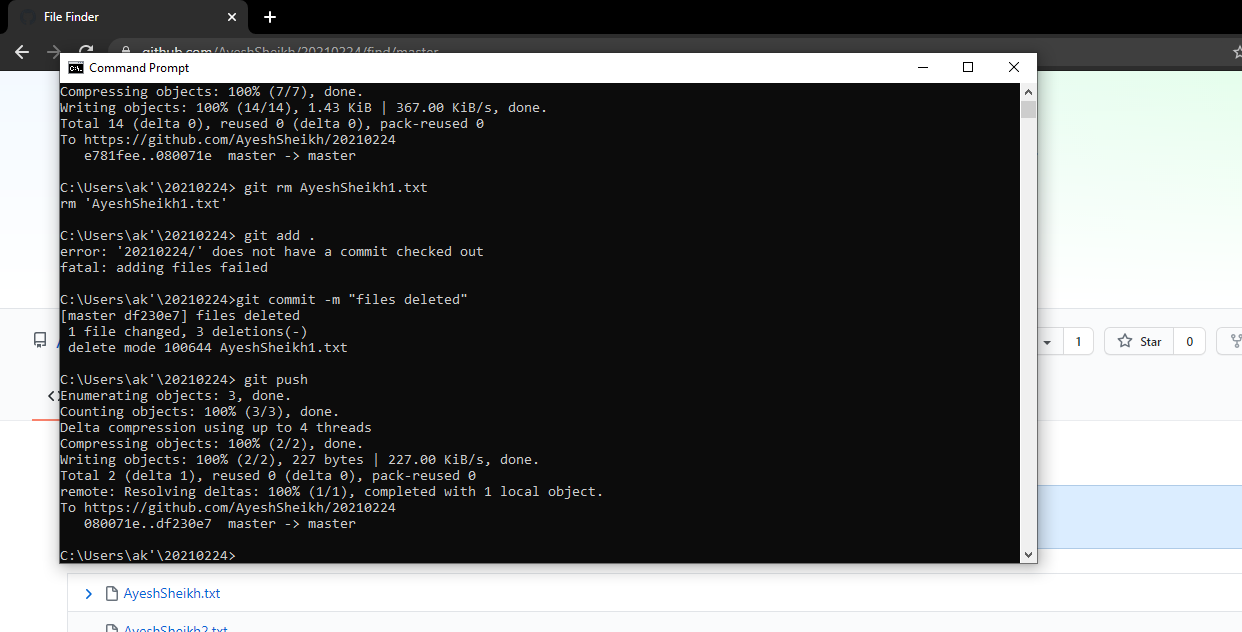 File Finder
github.com/AyeshSheikh/20210224/find/master
Command Prompt
Compressing objects: 100% (7/7), done.
Writing objects: 100% (14/14), 1.43 KiB | 367.00 KiB/s, done.
Total 14 (delta 0), reused 0 (delta 0), pack-reused 0
To https://github.com/AyeshSheikh/20210224
   e781fee..080071e  master -> master
C:\Users\ak'\20210224> git rm AyeshSheikh1.txt
rm 'AyeshSheikh1.txt'
C:\Users\ak'\20210224> git add .
error: '20210224/' does not have a commit checked out
fatal: adding files failed
C:\Users\ak'\20210224>git commit -m "files deleted"
[master df230e7] files deleted
 1 file changed, 3 deletions(-)
 delete mode 100644 AyeshSheikh1.txt
C:\Users\ak'\20210224> git push
Enumerating objects: 3, done.
Counting objects: 100% (3/3), done.
Delta compression using up to 4 threads
Compressing objects: 100% (2/2), done.
Writing objects: 100% (2/2), 227 bytes | 227.00 KiB/s, done.
Total 2 (delta 1), reused 0 (delta 0), pack-reused 0
remote: Resolving deltas: 100% (1/1), completed with 1 local object.
To https://github.com/AyeshSheikh/20210224
   080071e..df230e7  master -> master
C:\Users\ak'\20210224>
1
Star 0
AyeshSheikh.txt
AyeshSheikh2.txt